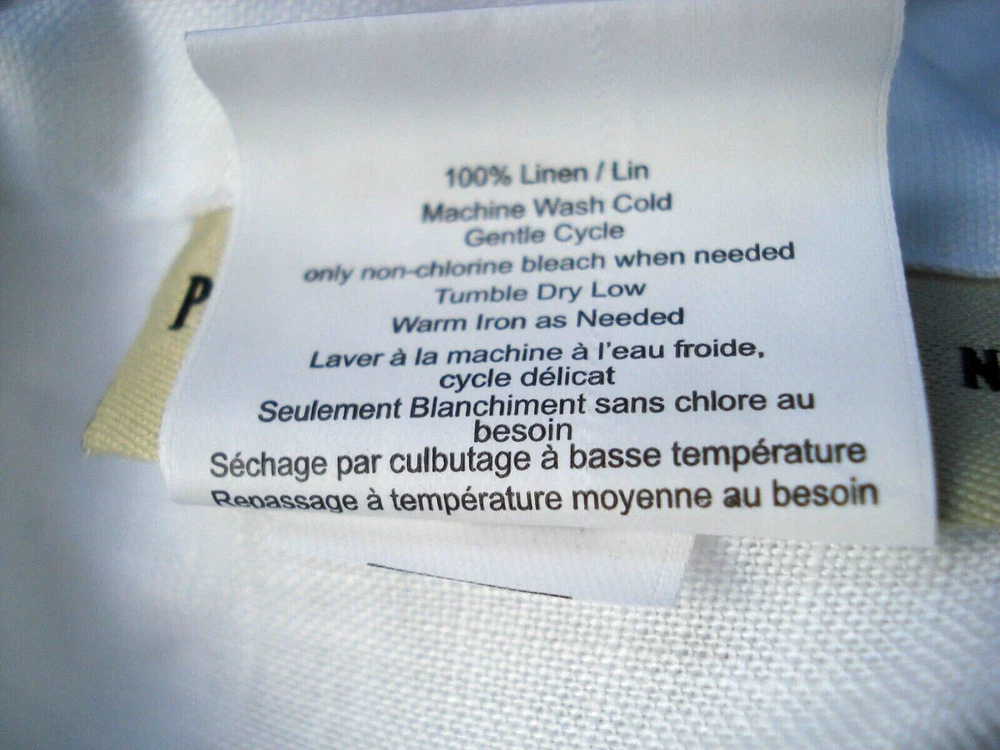 100% Linen / Lin
Machine Wash Cold
Gentle Cycle
only non-chlorine bleach when needed
Tumble Dry Low
Warm Iron as Needed
Laver à la machine à l'eau froide,
cycle délicat
Seulement Blanchiment sans chlore au
besoin
Séchage par culbutage à basse température
Repassage à température moyenne au besoin
P
N